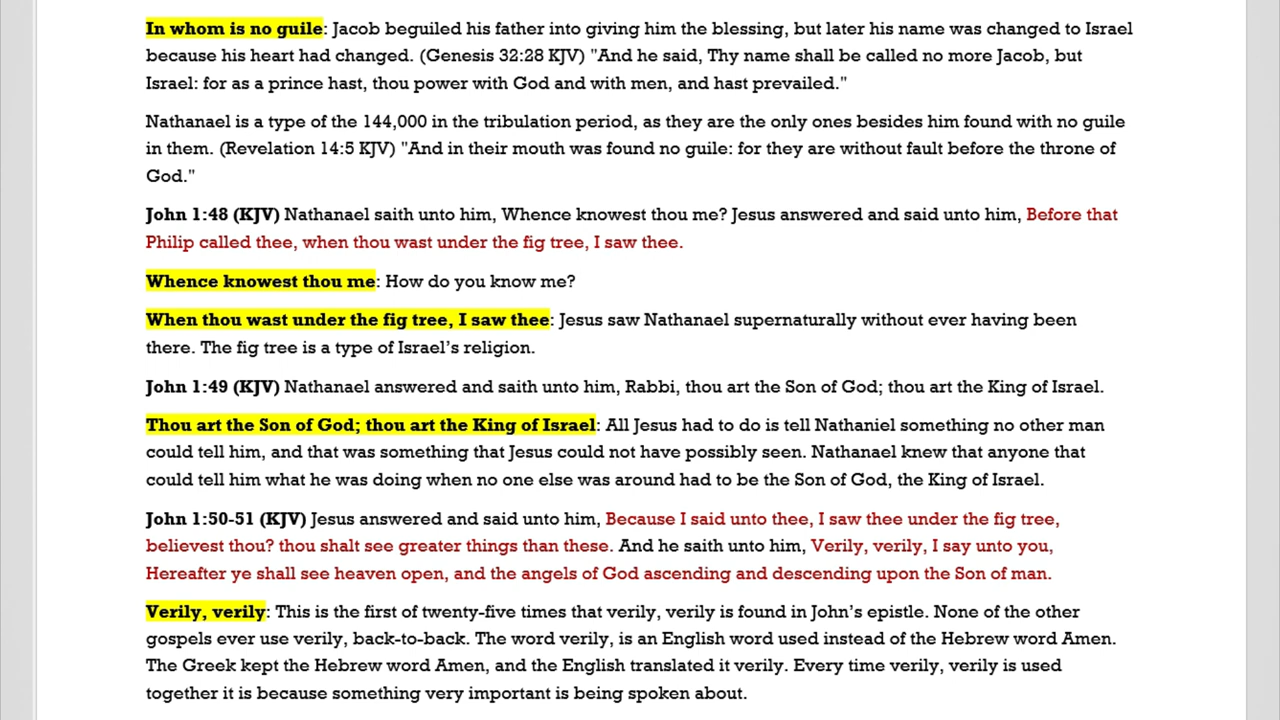 In whom is no guile: Jacob beguiled his father into giving him the blessing, but later his name was changed to Israel
because his heart had changed. (Genesis 32:28 KJV) "And he said, Thy name shall be called no more Jacob, but
Israel: for as a prince hast, thou power with God and with men, and hast prevailed."
Nathanael is a type of the 144,000 in the tribulation period, as they are the only ones besides him found with no guile
in them. (Revelation 14:5 KJV) "And in their mouth was found no guile: for they are without fault before the throne of
God."
John 1:48 (KJV) Nathanael saith unto him, Whence knowest thou me? Jesus answered and said unto him, Before that
Philip called thee, when thou wast under the fig tree, I saw thee.
Whence knowest thou me: How do you know me?
When thou wast under the fig tree, I saw thee: Jesus saw Nathanael supernaturally without ever having been
there. The fig tree is a type of Israel’s religion.
John 1:49 (KJV) Nathanael answered and saith unto him, Rabbi, thou art the Son of God; thou art the King of Israel.
Thou art the Son of God; thou art the King of Israel: All Jesus had to do is tell Nathaniel something no other man
could tell him, and that was something that Jesus could not have possibly seen. Nathanael knew that anyone that
could tell him what he was doing when no one else was around had to be the Son of God, the King of Israel.
John 1:50-51 (KJV) Jesus answered and said unto him, Because I said unto thee, I saw thee under the fig tree,
believest thou? thou shalt see greater things than these. And he saith unto him, Verily, verily, I say unto you,
Hereafter ye shall see heaven open, and the angels of God ascending and descending upon the Son of man.
Verily, verily: This is the first of twenty-five times that verily, verily is found in John’s epistle. None of the other
gospels ever use verily, back-to-back. The word verily, is an English word used instead of the Hebrew word Amen.
The Greek kept the Hebrew word Amen, and the English translated it verily. Every time verily, verily is used
together it is because something very important is being spoken about.